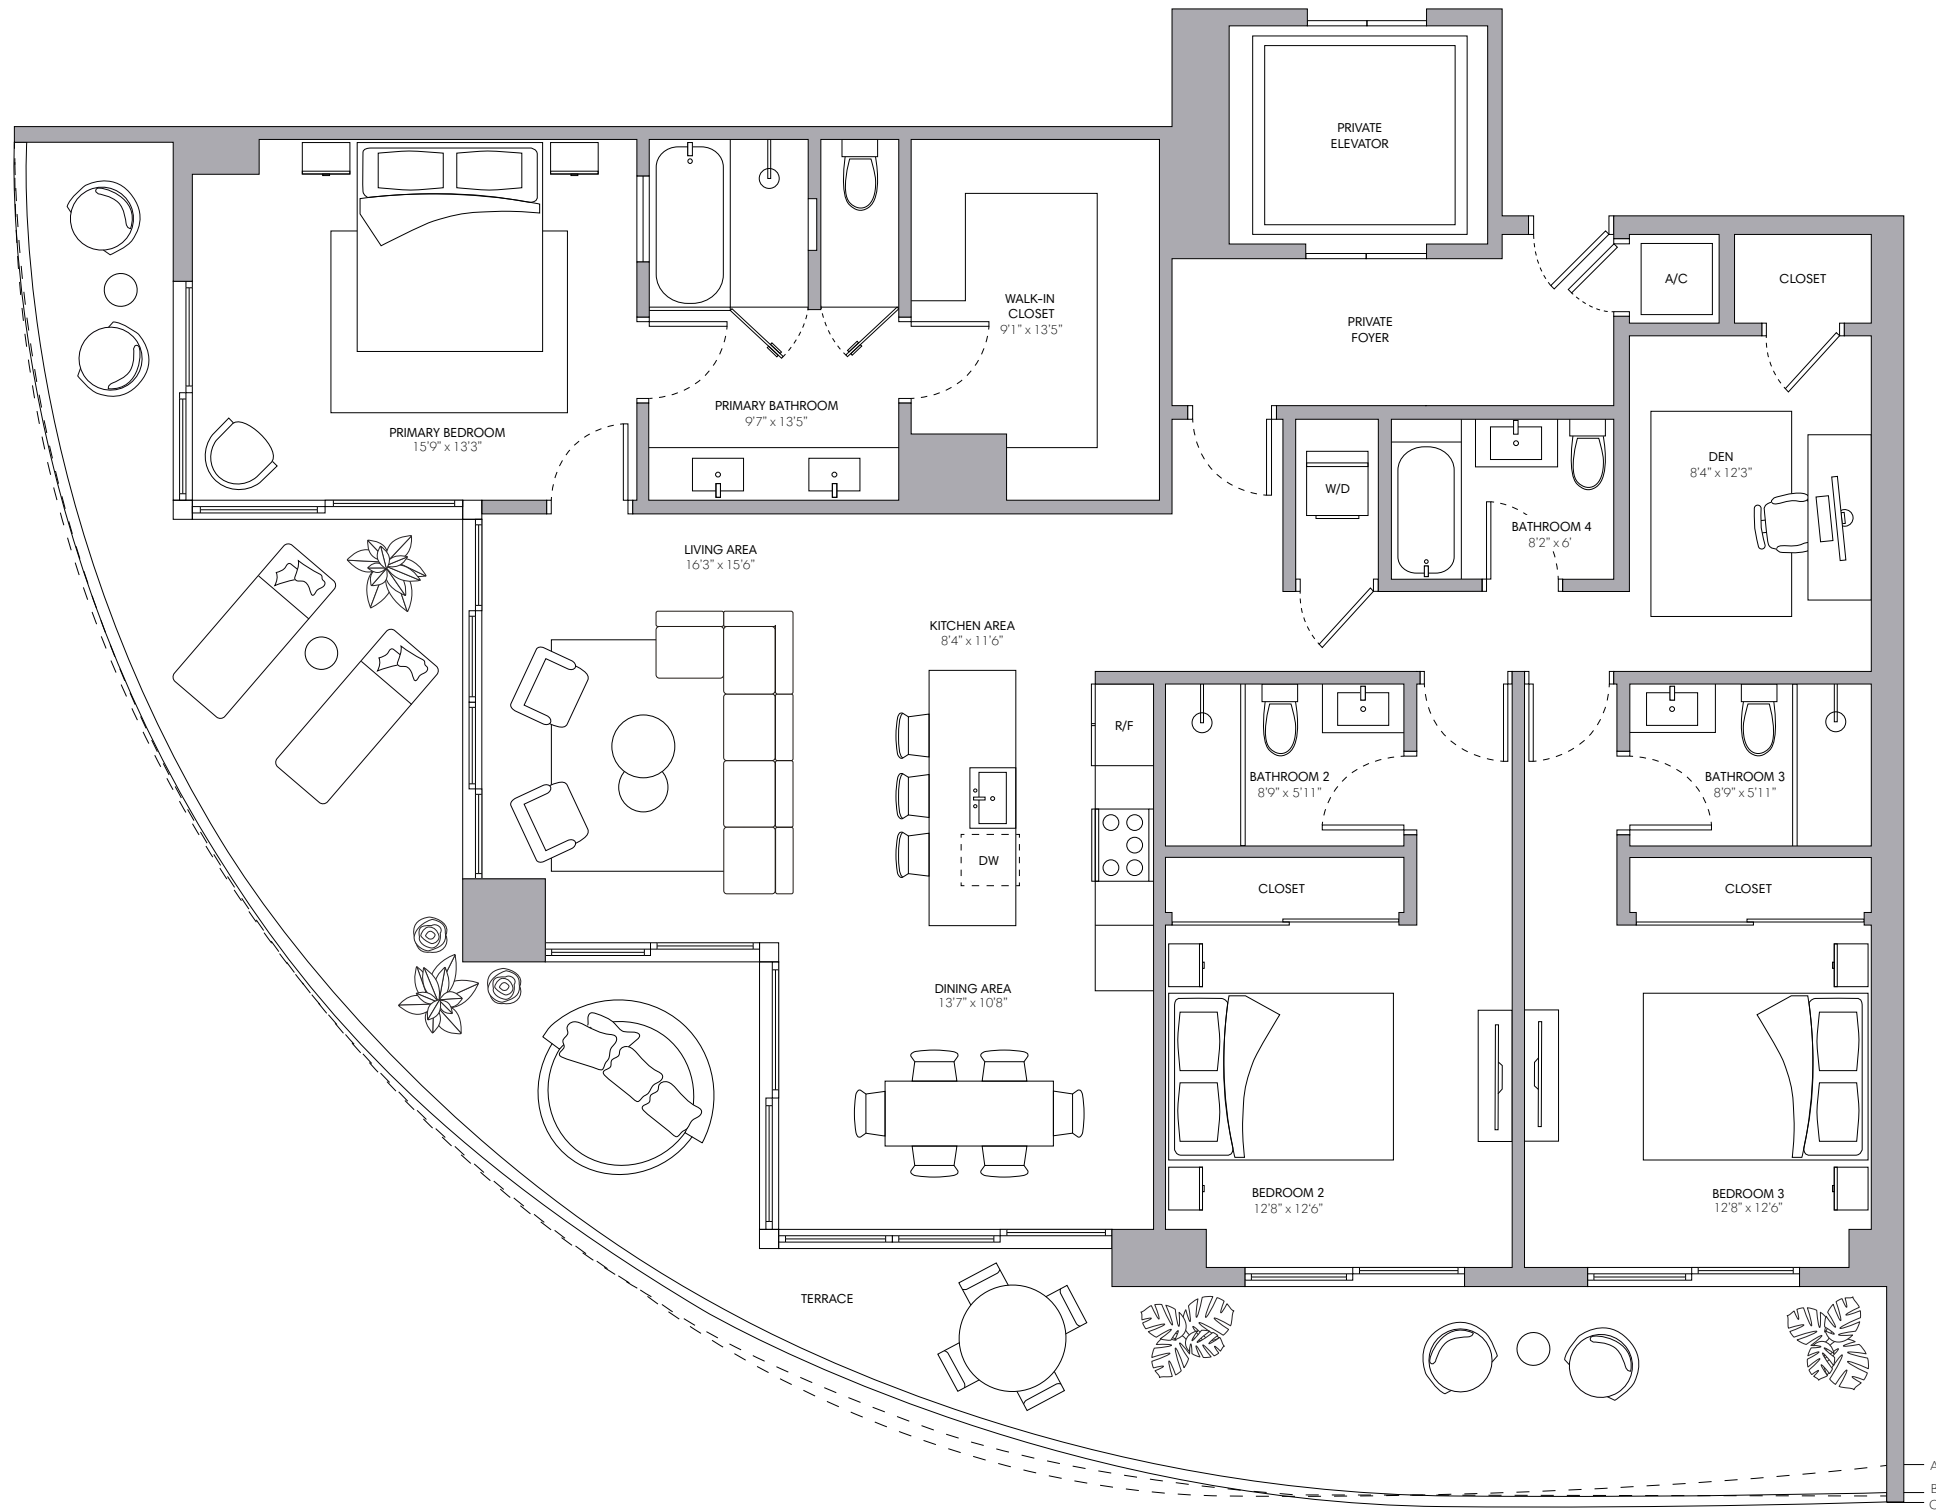 PRIVATE
ELEVATOR
A/C
CLOSET
WALK-IN
CLOSET
9'1" x 13'5"
PRIVATE
FOYER
PRIMARY BATHROOM
9'7" x 13'5"
PRIMARY BEDROOM
15'9" x 13'3"
DEN
8'4" x 12'3"
W/D
BATHROOM 4
8'2" x 6'
LIVING AREA
16'3" x 15'6"
KITCHEN AREA
8'4" x 11'6"
R/F
BATHROOM 2
8'9" x 5'11"
BATHROOM 3
8'9" x 5'11"
DW
CLOSET
CLOSET
DINING AREA
13'7" x 10'8"
BEDROOM 2
12'8" x 12'6"
BEDROOM 3
12'8" x 12'6"
TERRACE
A
B
C